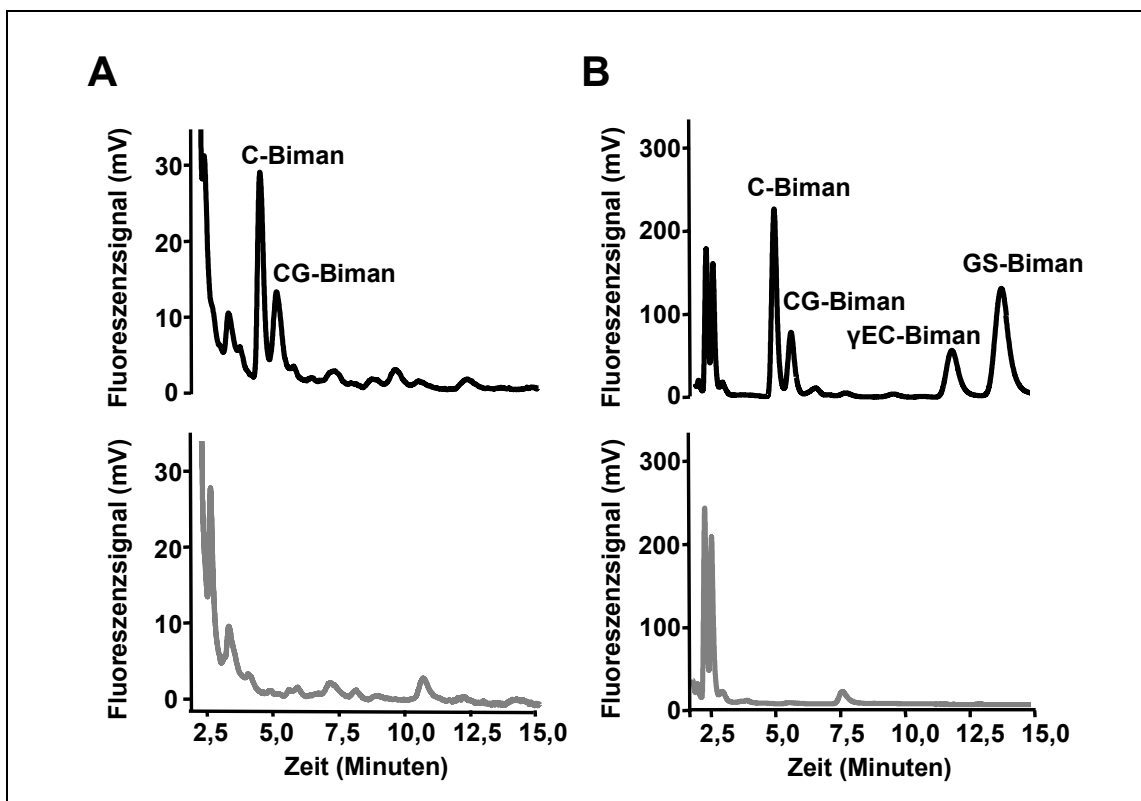 A
B
Fluoreszenzsignal (mV)
30
20
10
0
C-Biman
CG-Biman
Fluoreszenzsignal (mV)
300
200
100
0
C-Biman
CG-Biman
γEC-Biman
GS-Biman
Fluoreszenzsignal (mV)
30
20
10
0
2,5 5,0 7,5 10,0 12,5 15,0
Zeit (Minuten)
Fluoreszenzsignal (mV)
300
200
100
0
2,5 5,0 7,5 10,0 12,5 15,0
Zeit (Minuten)